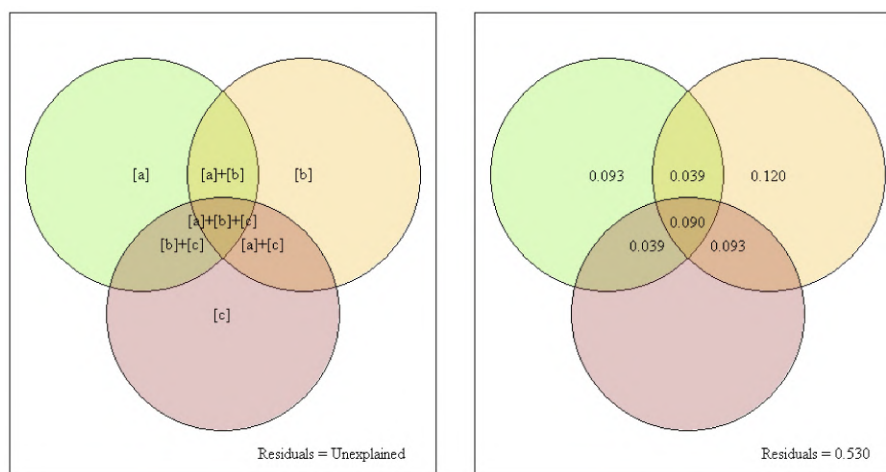 [a]
[a]+[b]
[b]
[a]+[b]+[c]
[b]+[c]
[a]+[c]
[c]
Residuals = Unexplained
0.093
0.039
0.120
0.090
0.039
0.093
Residuals = 0.530